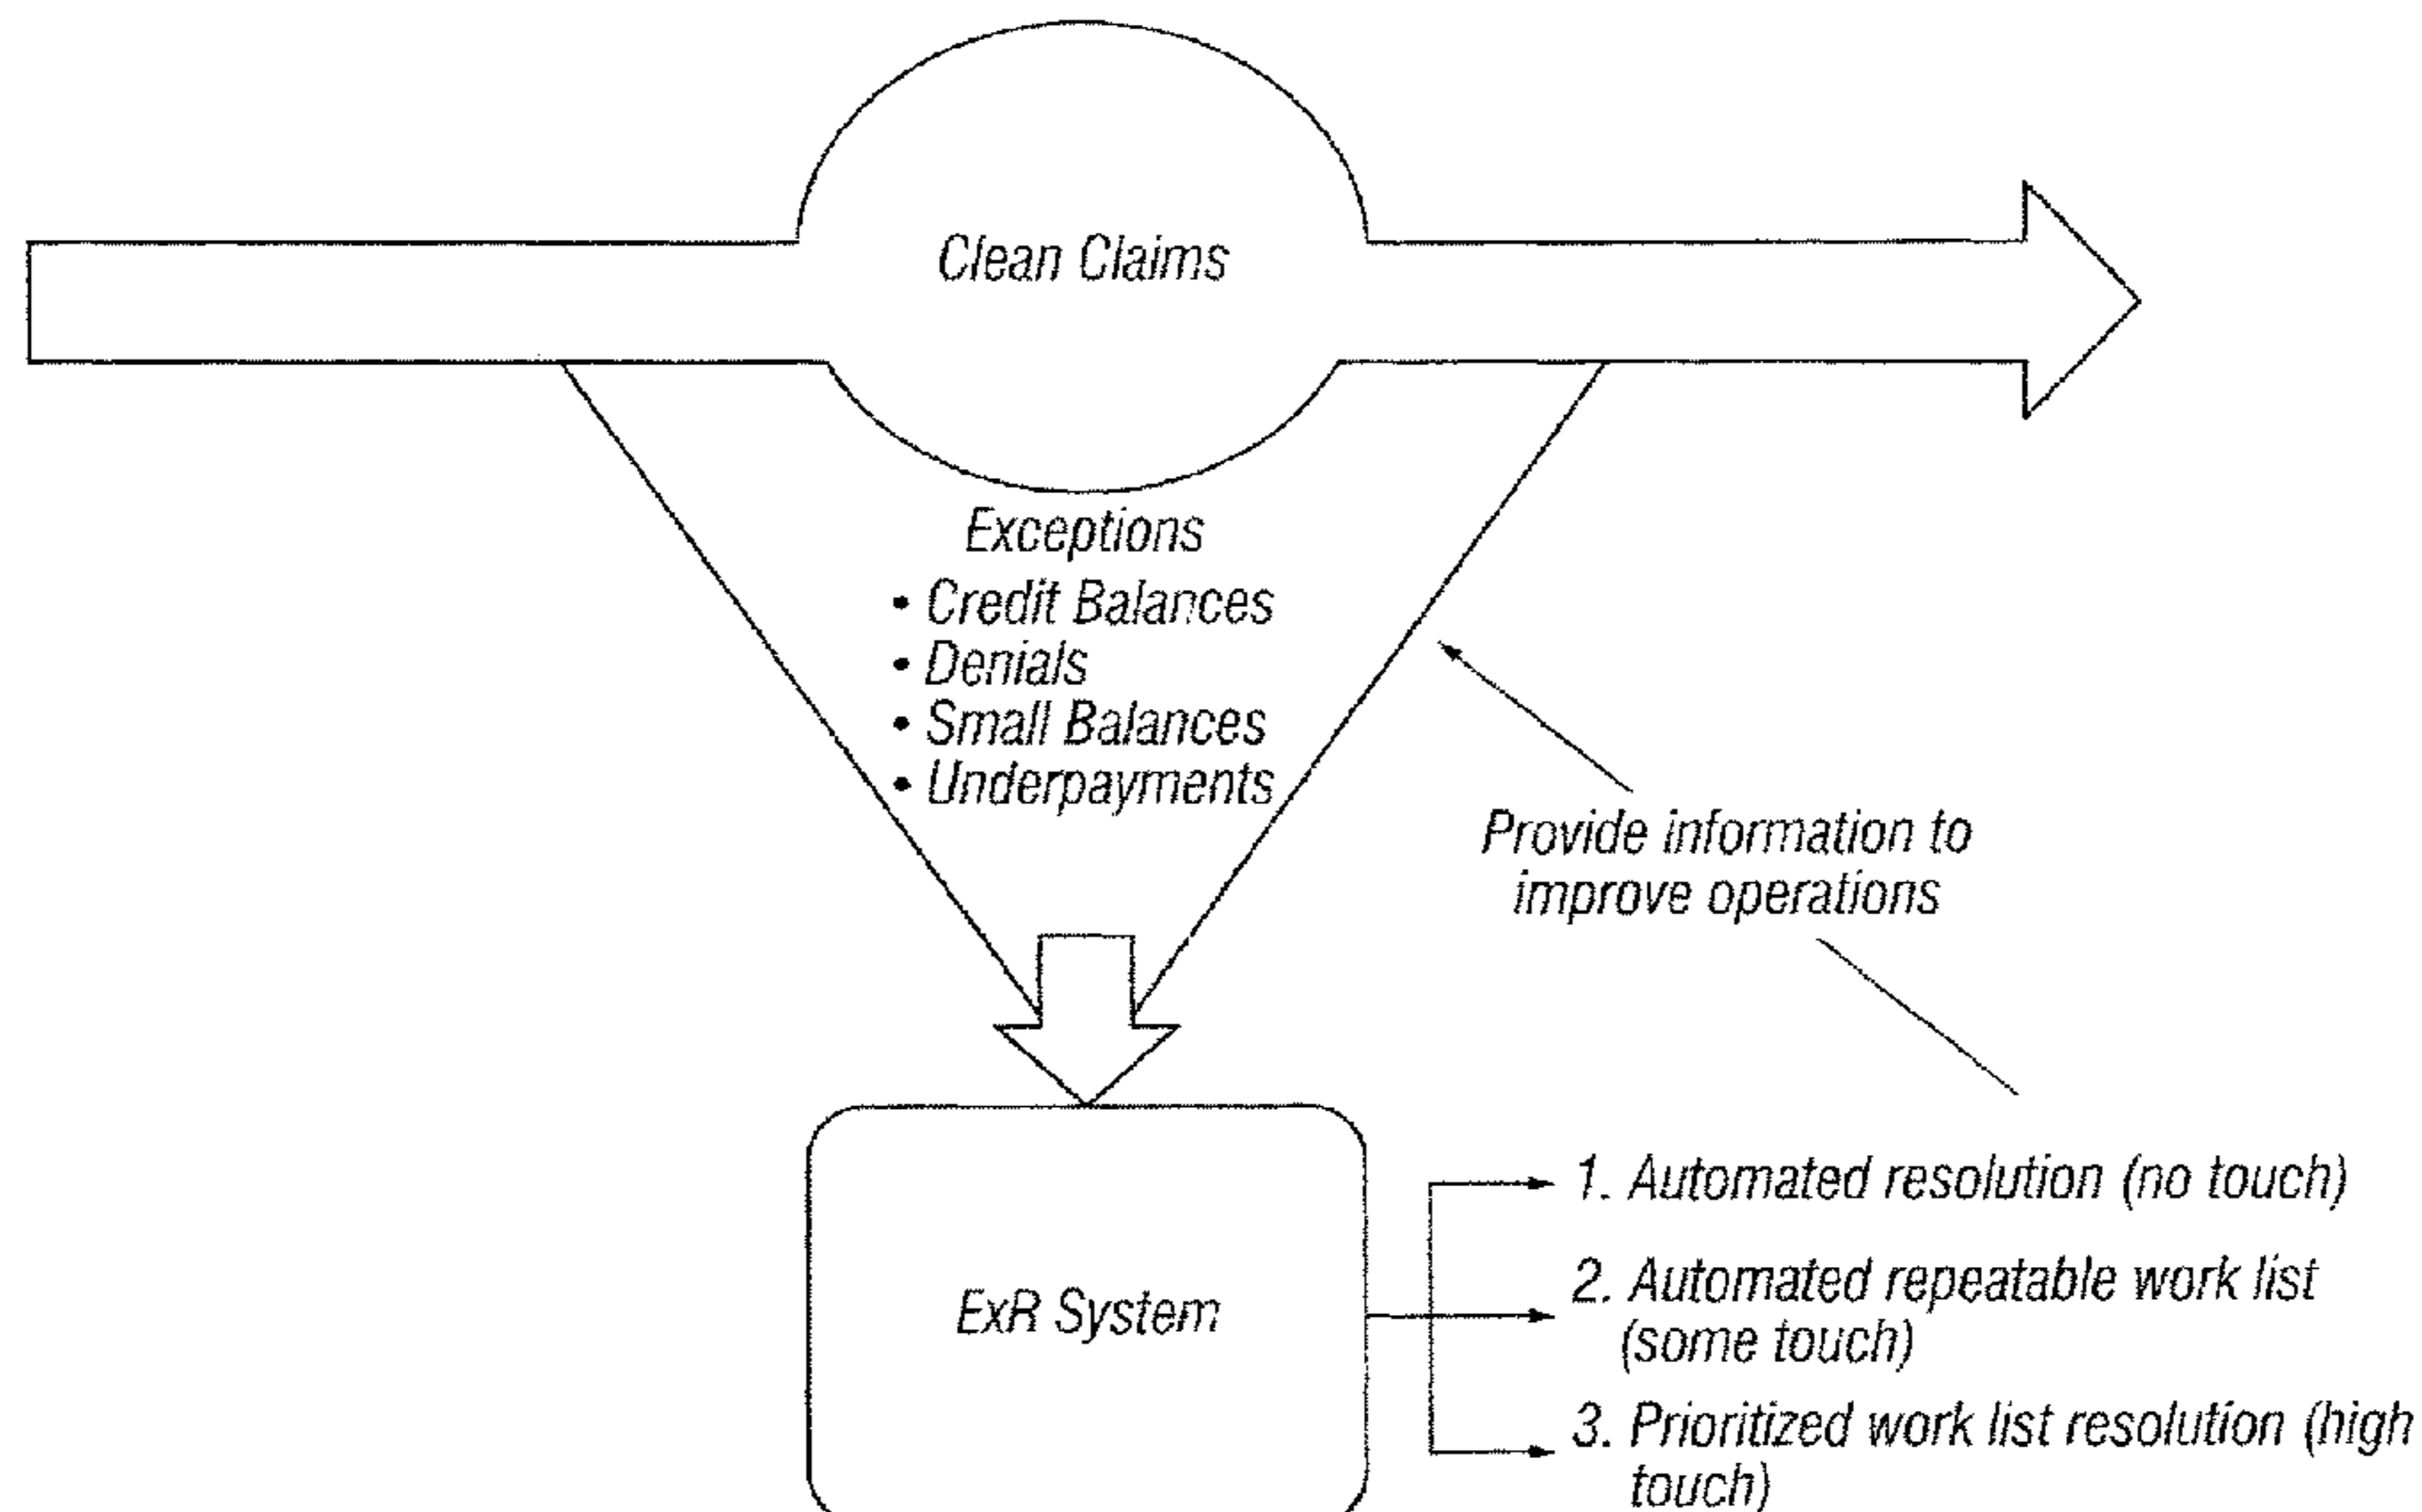 Clean Claims
Exceptions
• Credit Balances
• Denials
• Small Balances
• Underpayments
Provide information to
improve operations
ExR System
1. Automated resolution (no touch)
2. Automated repeatable work list
(some touch)
3. Prioritized work list resolution (high
touch)